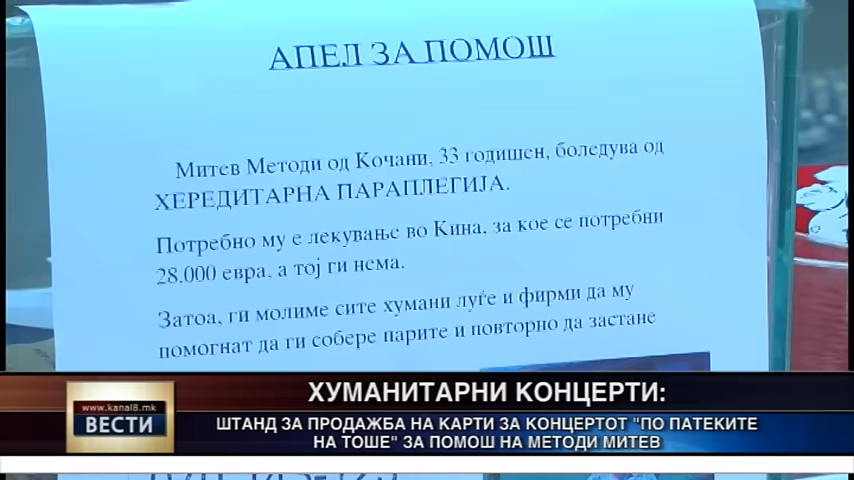 АПЕЛ ЗА ПОМОШ
Митев Методи од Кочани, 33 годишен, боледува од
ХЕРЕДИТАРНА ПАРАПЛЕГИЈА.
Потребно му е лекување во Кина, за кое се потребни
28.000 евра, а тој ги нема.
Затоа, ги молиме сите хумани луѓе и фирми да му
помогнат да ги собере парите и повторно да застане
www.kanal8.mk
ВЕСТИ
ХУМАНИТАРНИ КОНЦЕРТИ:
ШТАНД ЗА ПРОДАЖБА НА КАРТИ ЗА КОНЦЕРТОТ "ПО ПАТЕКИТЕ
НА ТОШЕ" ЗА ПОМОШ НА МЕТОДИ МИТЕВ